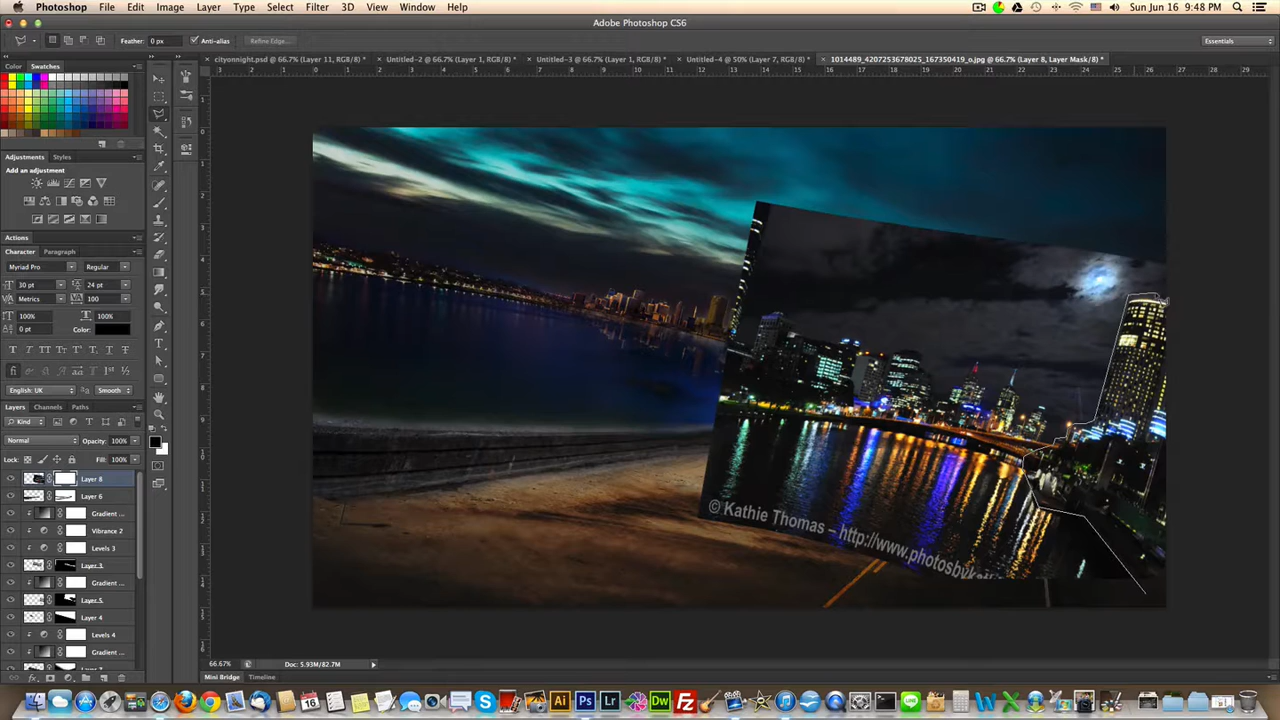 Photoshop File Edit Image Layer Type Select Filter 3D View Window Help
Sun Jun 16 9:48 PM
Adobe Photoshop CS6
Feather: 0 px Anti-alias Refine Edge... Essentials
cityonnight.psd @ 66.7% (Layer 11, RGB/8) * Untitled-2 @ 66.7% (Layer 1, RGB/8) * Untitled-3 @ 66.7% (Layer 1, RGB/8) * Untitled-4 @ 50% (Layer 7, RGB/8) * 1014489_4207253678025_167350419_o.jpg @ 66.7% (Layer 8, Layer Mask/8) *
Color Swatches
Adjustments Styles
Add an adjustment
Actions
Character Paragraph
Myriad Pro Regular
30 pt 24 pt
Metrics 100
100% 100%
0 pt Color:
English: UK Smooth
Layers Channels Paths
Kind
Normal Opacity: 100%
Lock: Fill: 100%
Layer 8
Layer 6
Gradient ...
Vibrance 2
Levels 3
Layer 3
Gradient ...
Layer 5
Layer 4
Levels 4
Gradient ...
© Kathie Thomas – http://www.photosbyka
66.67% Doc: 5.93M/82.7M
Mini Bridge Timeline